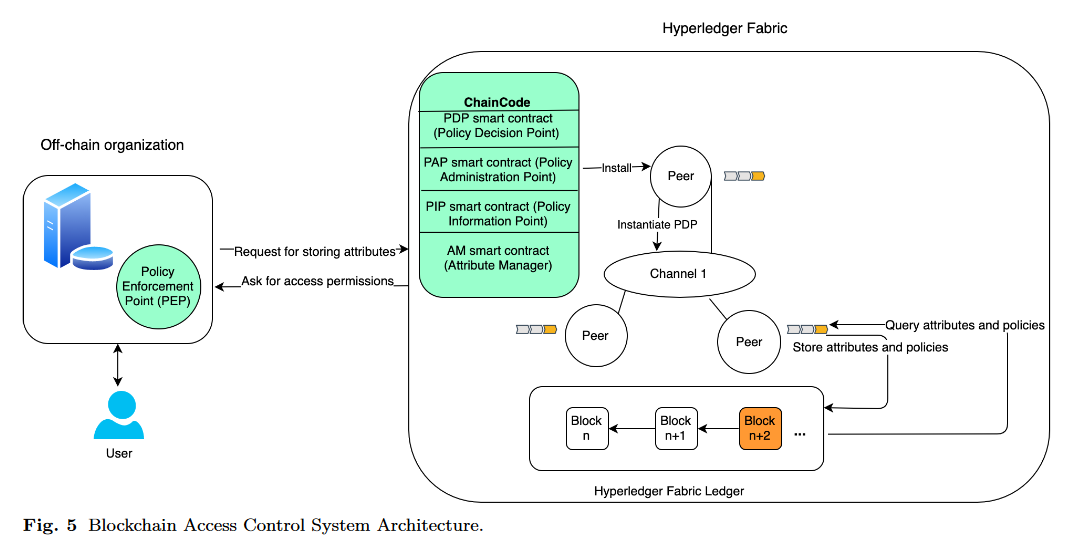 Hyperledger Fabric
Off-chain organization
Policy
Enforcement
Point (PEP)
User
Request for storing attributes
Ask for access permissions
ChainCode
PDP smart contract
(Policy Decision Point)
PAP smart contract (Policy
Administration Point)
PIP smart contract (Policy
Information Point)
AM smart contract
(Attribute Manager)
Install
Peer
Instantiate PDP
Channel 1
Peer
Peer
Query attributes and policies
Store attributes and policies
Block
n
Block
n+1
Block
n+2
...
Hyperledger Fabric Ledger
Fig. 5 Blockchain Access Control System Architecture.